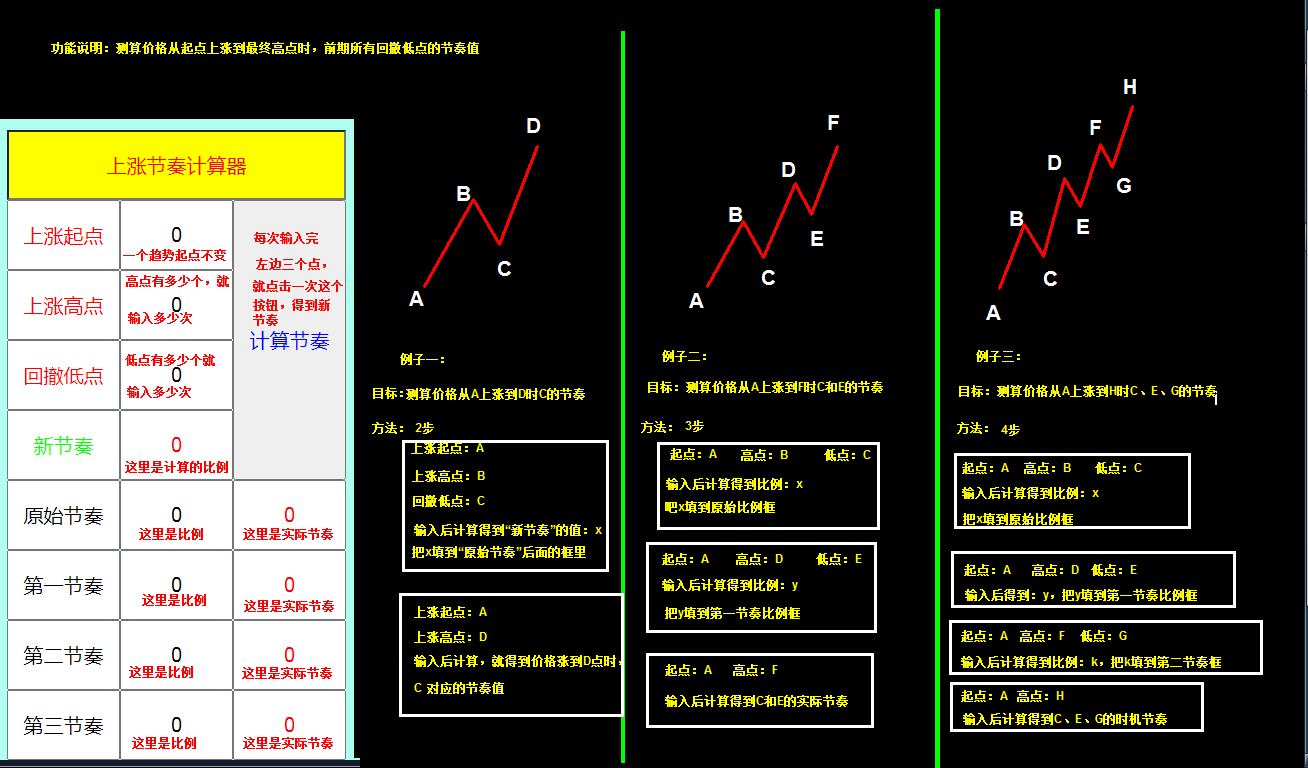 功能说明：测算价格从起点上涨到最终高点时，前期所有回撤低点的节奏值
上涨节奏计算器
上涨起点
0
一个趋势起点不变
上涨高点
高点有多少个，就
0
输入多少次
回撤低点
低点有多少个就
0
输入多少次
每次输入完
左边三个点，
就点击一次这个
按钮，得到新
节奏
计算节奏
新节奏
0
这里是计算的比例
原始节奏
0
这里是比例
0
这里是实际节奏
第一节奏
0
这里是比例
0
这里是实际节奏
第二节奏
0
这里是比例
0
这里是实际节奏
第三节奏
0
这里是比例
0
这里是实际节奏
D
B
C
A
例子一：
目标：测算价格从A上涨到D时C的节奏
方法： 2步
上涨起点：A
上涨高点：B
回撤低点：C
输入后计算得到“新节奏”的值：x
把x填到“原始节奏”后面的框里
上涨起点：A
上涨高点：D
输入后计算，就得到价格涨到D点时，
C 对应的节奏值
F
D
B
E
C
A
例子二：
目标：测算价格从A上涨到F时C和E的节奏
方法： 3步
起点：A 高点：B 低点：C
输入后计算得到比例：x
吧x填到原始比例框
起点：A 高点：D 低点：E
输入后计算得到比例：y
把y填到第一节奏比例框
起点：A 高点：F
输入后计算得到C和E的实际节奏
H
F
D
G
B
E
C
A
例子三：
目标：测算价格从A上涨到H时C、E、G的节奏
方法： 4步
起点：A 高点：B 低点：C
输入后计算得到比例：x
把x填到原始比例框
起点：A 高点：D 低点：E
输入后得到：y，把y填到第一节奏比例框
起点：A 高点：F 低点：G
输入后计算得到比例：k，把k填到第二节奏框
起点：A 高点：H
输入后计算得到C、E、G的时机节奏